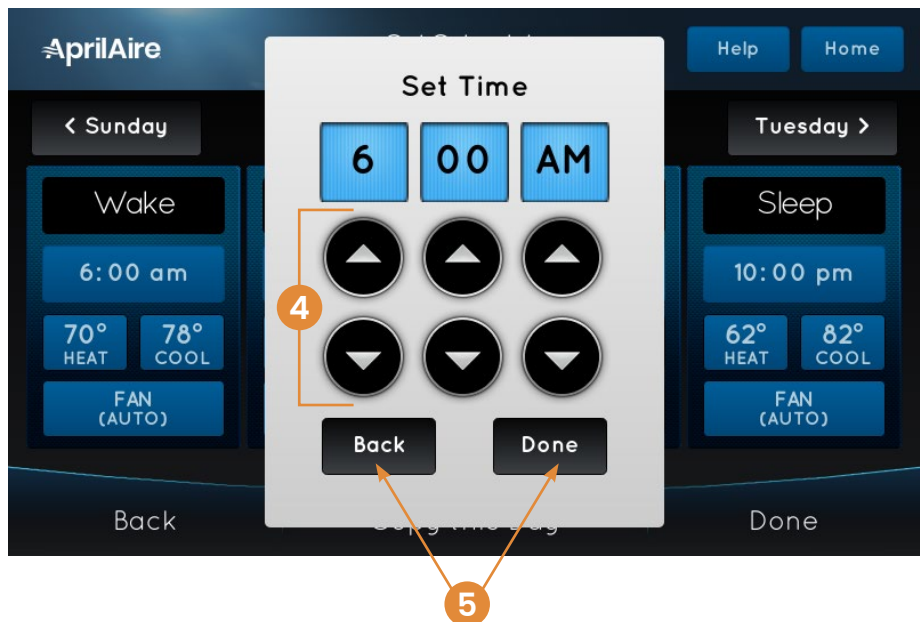 AprilAire
Help
Home
Set Time
< Sunday
Tuesday >
6 00 AM
Wake
Sleep
6:00 am
10:00 pm
4
70° 78°
HEAT COOL
62° 82°
HEAT COOL
FAN
(AUTO)
FAN
(AUTO)
Back
Done
Back
Done
5